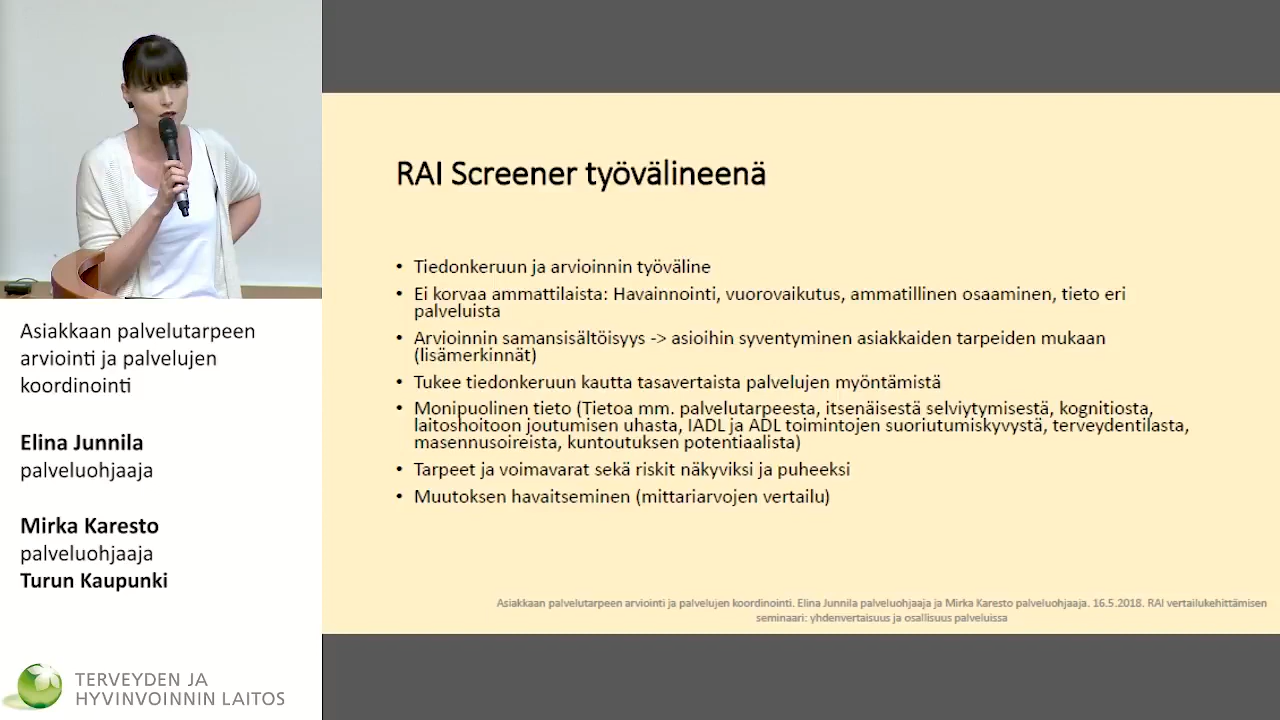 Asiakkaan palvelutarpeen
arviointi ja palvelujen
koordinointi
Elina Junnila
palveluohjaaja
Mirka Karesto
palveluohjaaja
Turun Kaupunki
TERVEYDEN JA
HYVINVOINNIN LAITOS
RAI Screener työvälineenä
• Tiedonkeruun ja arvioinnin työväline
• Ei korvaa ammattilaista: Havainnointi, vuorovaikutus, ammatillinen osaaminen, tieto eri
palveluista
• Arvioinnin samansisältöisyys -> asioihin syventyminen asiakkaiden tarpeiden mukaan
(lisämerkinnät)
• Tukee tiedonkeruun kautta tasavertaista palvelujen myöntämistä
• Monipuolinen tieto (Tietoa mm. palvelutarpeesta, itsenäisestä selviytymisestä, kognitiosta,
laitoshoitoon joutumisen uhasta, IADL ja ADL toimintojen suoriutumiskyvystä, terveydentilasta,
masennusoireista, kuntoutuksen potentiaalista)
• Tarpeet ja voimavarat sekä riskit näkyviksi ja puheeksi
• Muutoksen havaitseminen (mittariarvojen vertailu)
Asiakkaan palvelutarpeen arviointi ja palvelujen koordinointi. Elina Junnila palveluohjaaja ja Mirka Karesto palveluohjaaja. 16.5.2018. RAI vertailukehittämisen
seminaari: yhdenvertaisuus ja osallisuus palveluissa